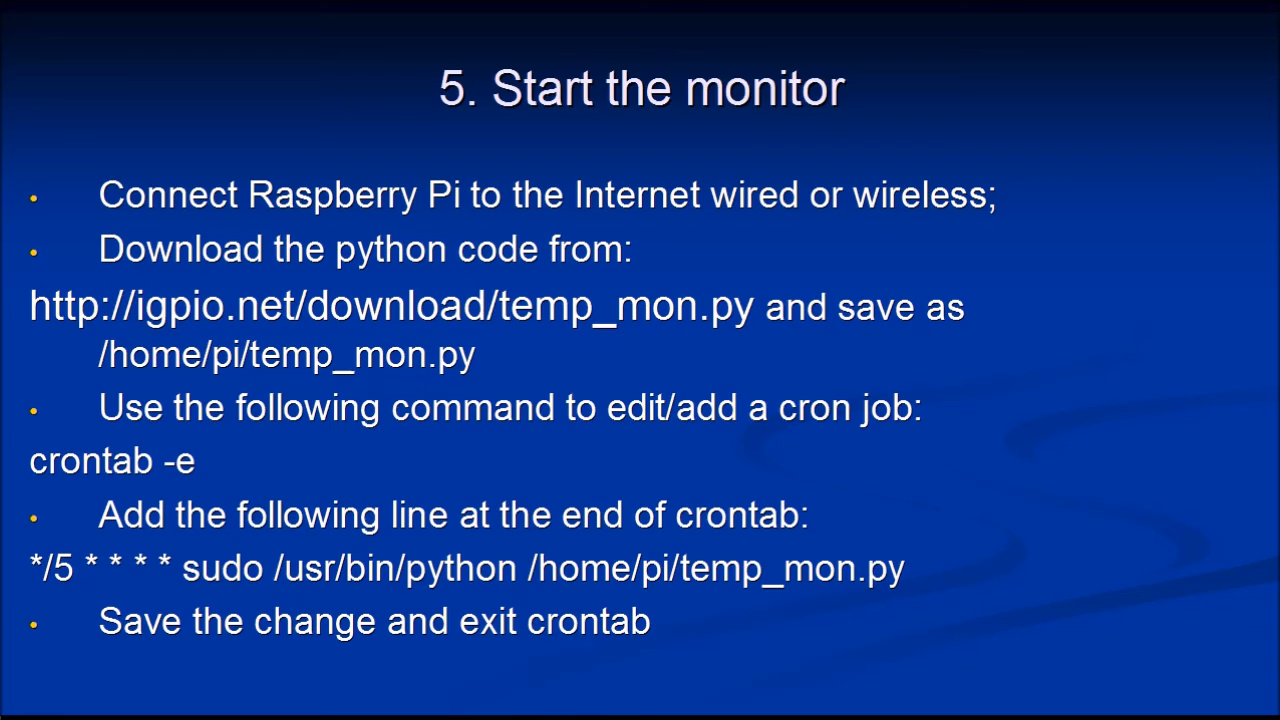 5. Start the monitor
• Connect Raspberry Pi to the Internet wired or wireless;
• Download the python code from:
http://igpio.net/download/temp_mon.py and save as
/home/pi/temp_mon.py
• Use the following command to edit/add a cron job:
crontab -e
• Add the following line at the end of crontab:
*/5 * * * * sudo /usr/bin/python /home/pi/temp_mon.py
• Save the change and exit crontab